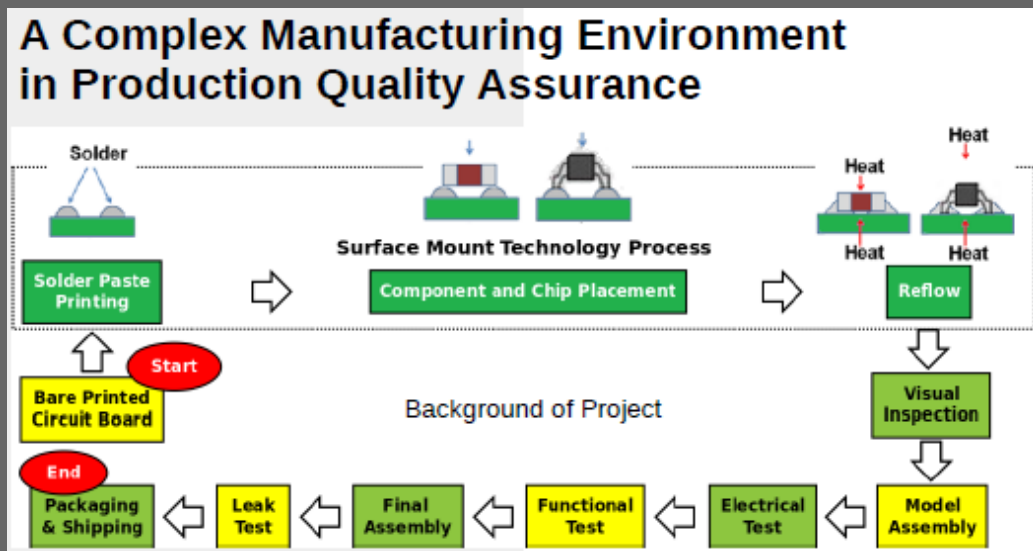 A Complex Manufacturing Environment
in Production Quality Assurance
Solder
Heat
Heat
Heat
Heat
Surface Mount Technology Process
Solder Paste
Printing
Component and Chip Placement
Reflow
Start
Bare Printed
Circuit Board
Background of Project
Visual
Inspection
End
Packaging
& Shipping
Leak
Test
Final
Assembly
Functional
Test
Electrical
Test
Model
Assembly